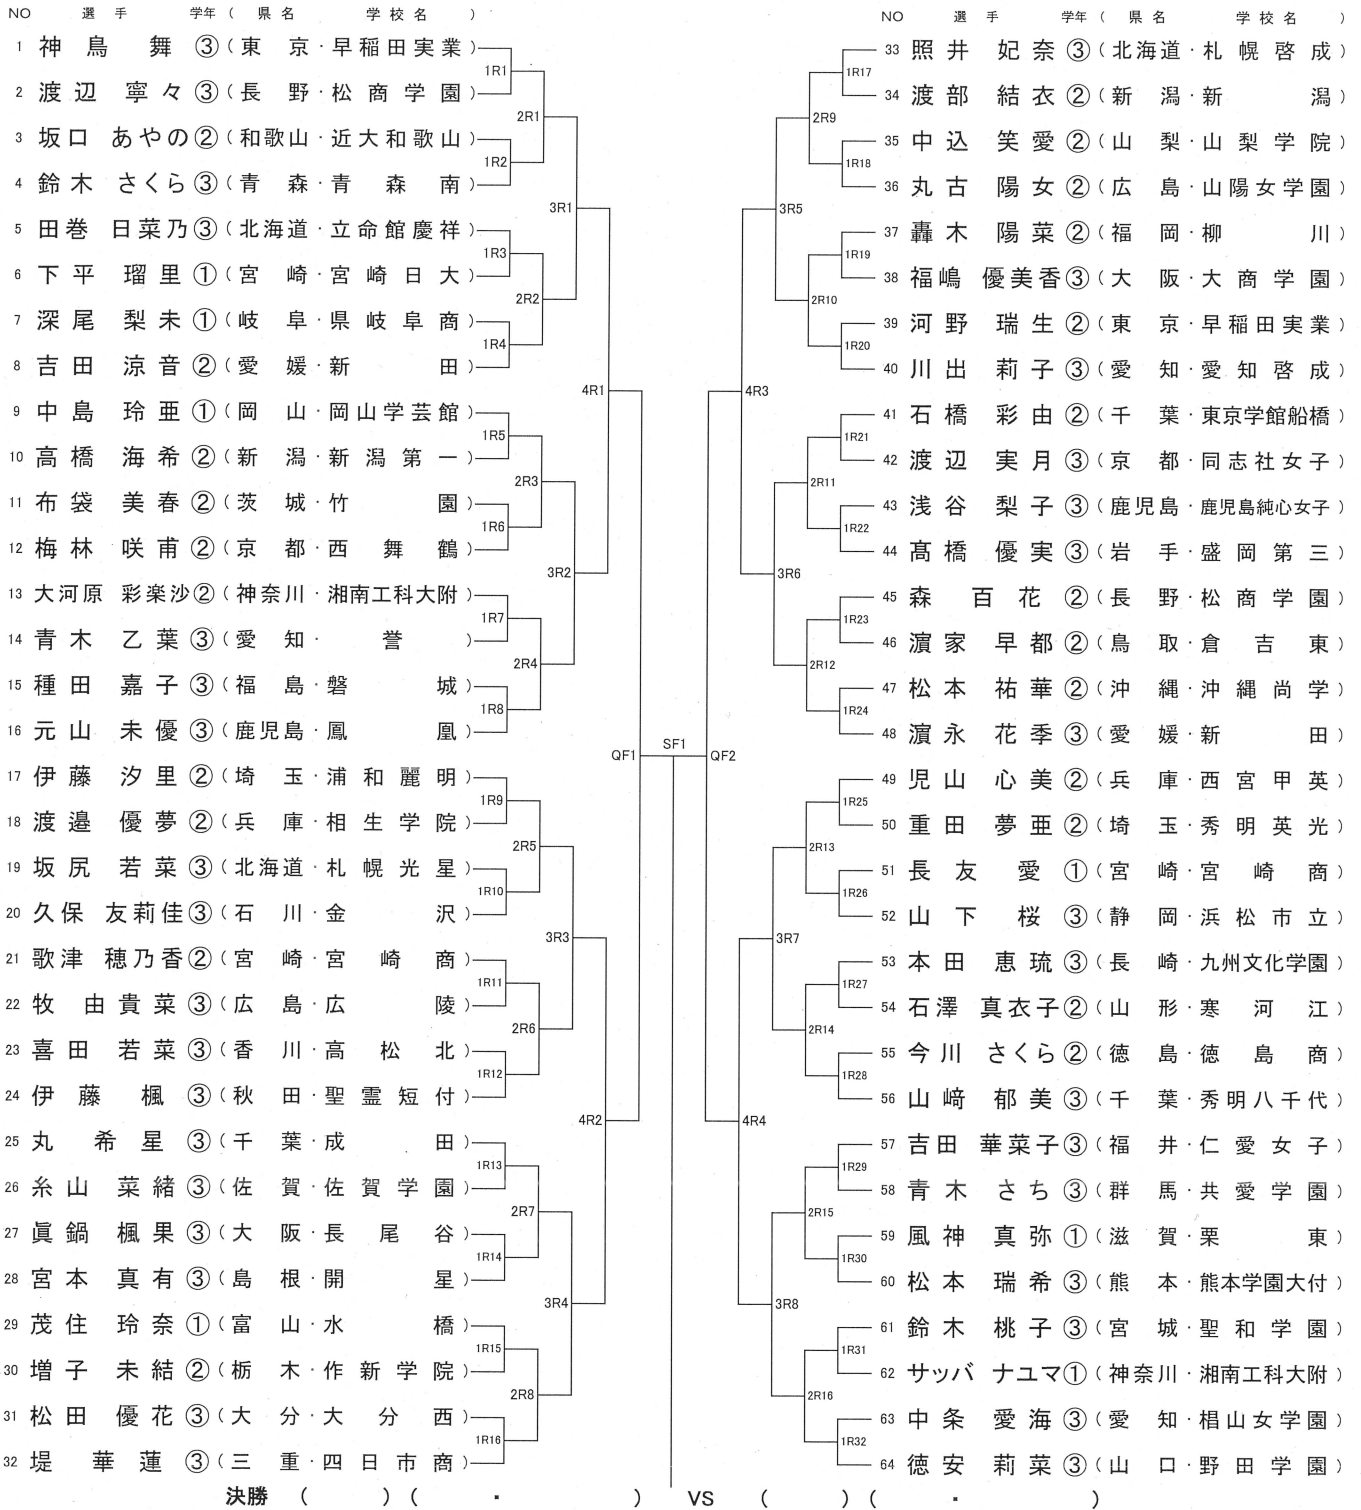 NO 選手 学年 ( 県名 学校名 )
1 神鳥 舞 ③ ( 東京・早稲田実業 )
2 渡辺 寧々 ③ ( 長野・松商学園 )
3 坂口 あやの ② ( 和歌山・近大和歌山 )
4 鈴木 さくら ③ ( 青森・青森南 )
5 田巻 日菜乃 ③ ( 北海道・立命館慶祥 )
6 下平 瑠里 ① ( 宮崎・宮崎日大 )
7 深尾 梨未 ① ( 岐阜・県岐阜商 )
8 吉田 涼音 ② ( 愛媛・新田 )
9 中島 玲亜 ① ( 岡山・岡山学芸館 )
10 高橋 海希 ② ( 新潟・新潟第一 )
11 布袋 美春 ② ( 茨城・竹園 )
12 梅林 咲甫 ② ( 京都・西舞鶴 )
13 大河原 彩楽沙 ② ( 神奈川・湘南工科大附 )
14 青木 乙葉 ③ ( 愛知・誉 )
15 種田 嘉子 ③ ( 福島・磐城 )
16 元山 未優 ③ ( 鹿児島・鳳凰 )
17 伊藤 汐里 ② ( 埼玉・浦和麗明 )
18 渡邉 優夢 ② ( 兵庫・相生学院 )
19 坂尻 若菜 ③ ( 北海道・札幌光星 )
20 久保 友莉佳 ③ ( 石川・金沢 )
21 歌津 穂乃香 ② ( 宮崎・宮崎商 )
22 牧 由貴菜 ③ ( 広島・広陵 )
23 喜田 若菜 ③ ( 香川・高松北 )
24 伊藤 楓 ③ ( 秋田・聖霊短付 )
25 丸 希星 ③ ( 千葉・成田 )
26 糸山 菜緒 ③ ( 佐賀・佐賀学園 )
27 眞鍋 楓果 ③ ( 大阪・長尾谷 )
28 宮本 真有 ③ ( 島根・開星 )
29 茂住 玲奈 ① ( 富山・水橋 )
30 増子 未結 ② ( 栃木・作新学院 )
31 松田 優花 ③ ( 大分・大分西 )
32 堤 華蓮 ③ ( 三重・四日市商 )
1R1
1R2
1R3
1R4
1R5
1R6
1R7
1R8
1R9
1R10
1R11
1R12
1R13
1R14
1R15
1R16
2R1
2R2
2R3
2R4
2R5
2R6
2R7
2R8
3R1
3R2
3R3
3R4
4R1
4R2
QF1
SF1
QF2
4R3
4R4
3R5
3R6
3R7
3R8
2R9
2R10
2R11
2R12
2R13
2R14
2R15
2R16
1R17
1R18
1R19
1R20
1R21
1R22
1R23
1R24
1R25
1R26
1R27
1R28
1R29
1R30
1R31
1R32
NO 選手 学年 ( 県名 学校名 )
33 照井 妃奈 ③ ( 北海道・札幌啓成 )
34 渡部 結衣 ② ( 新潟・新潟 )
35 中込 笑愛 ② ( 山梨・山梨学院 )
36 丸古 陽女 ② ( 広島・山陽女学園 )
37 轟木 陽菜 ② ( 福岡・柳川 )
38 福嶋 優美香 ③ ( 大阪・大商学園 )
39 河野 瑞生 ② ( 東京・早稲田実業 )
40 川出 莉子 ③ ( 愛知・愛知啓成 )
41 石橋 彩由 ② ( 千葉・東京学館船橋 )
42 渡辺 実月 ③ ( 京都・同志社女子 )
43 浅谷 梨子 ③ ( 鹿児島・鹿児島純心女子 )
44 髙橋 優実 ③ ( 岩手・盛岡第三 )
45 森 百花 ② ( 長野・松商学園 )
46 濵家 早都 ② ( 鳥取・倉吉東 )
47 松本 祐華 ② ( 沖縄・沖縄尚学 )
48 濵永 花季 ③ ( 愛媛・新田 )
49 児山 心美 ② ( 兵庫・西宮甲英 )
50 重田 夢亜 ② ( 埼玉・秀明英光 )
51 長友 愛 ① ( 宮崎・宮崎商 )
52 山下 桜 ③ ( 静岡・浜松市立 )
53 本田 恵琉 ③ ( 長崎・九州文化学園 )
54 石澤 真衣子 ② ( 山形・寒河江 )
55 今川 さくら ② ( 徳島・徳島商 )
56 山﨑 郁美 ③ ( 千葉・秀明八千代 )
57 吉田 華菜子 ③ ( 福井・仁愛女子 )
58 青木 さち ③ ( 群馬・共愛学園 )
59 風神 真弥 ① ( 滋賀・栗東 )
60 松本 瑞希 ③ ( 熊本・熊本学園大付 )
61 鈴木 桃子 ③ ( 宮城・聖和学園 )
62 サッバ ナユマ ① ( 神奈川・湘南工科大附 )
63 中条 愛海 ③ ( 愛知・椙山女学園 )
64 徳安 莉菜 ③ ( 山口・野田学園 )
決勝 ( ) ( ・ ) VS ( ) ( ・ )